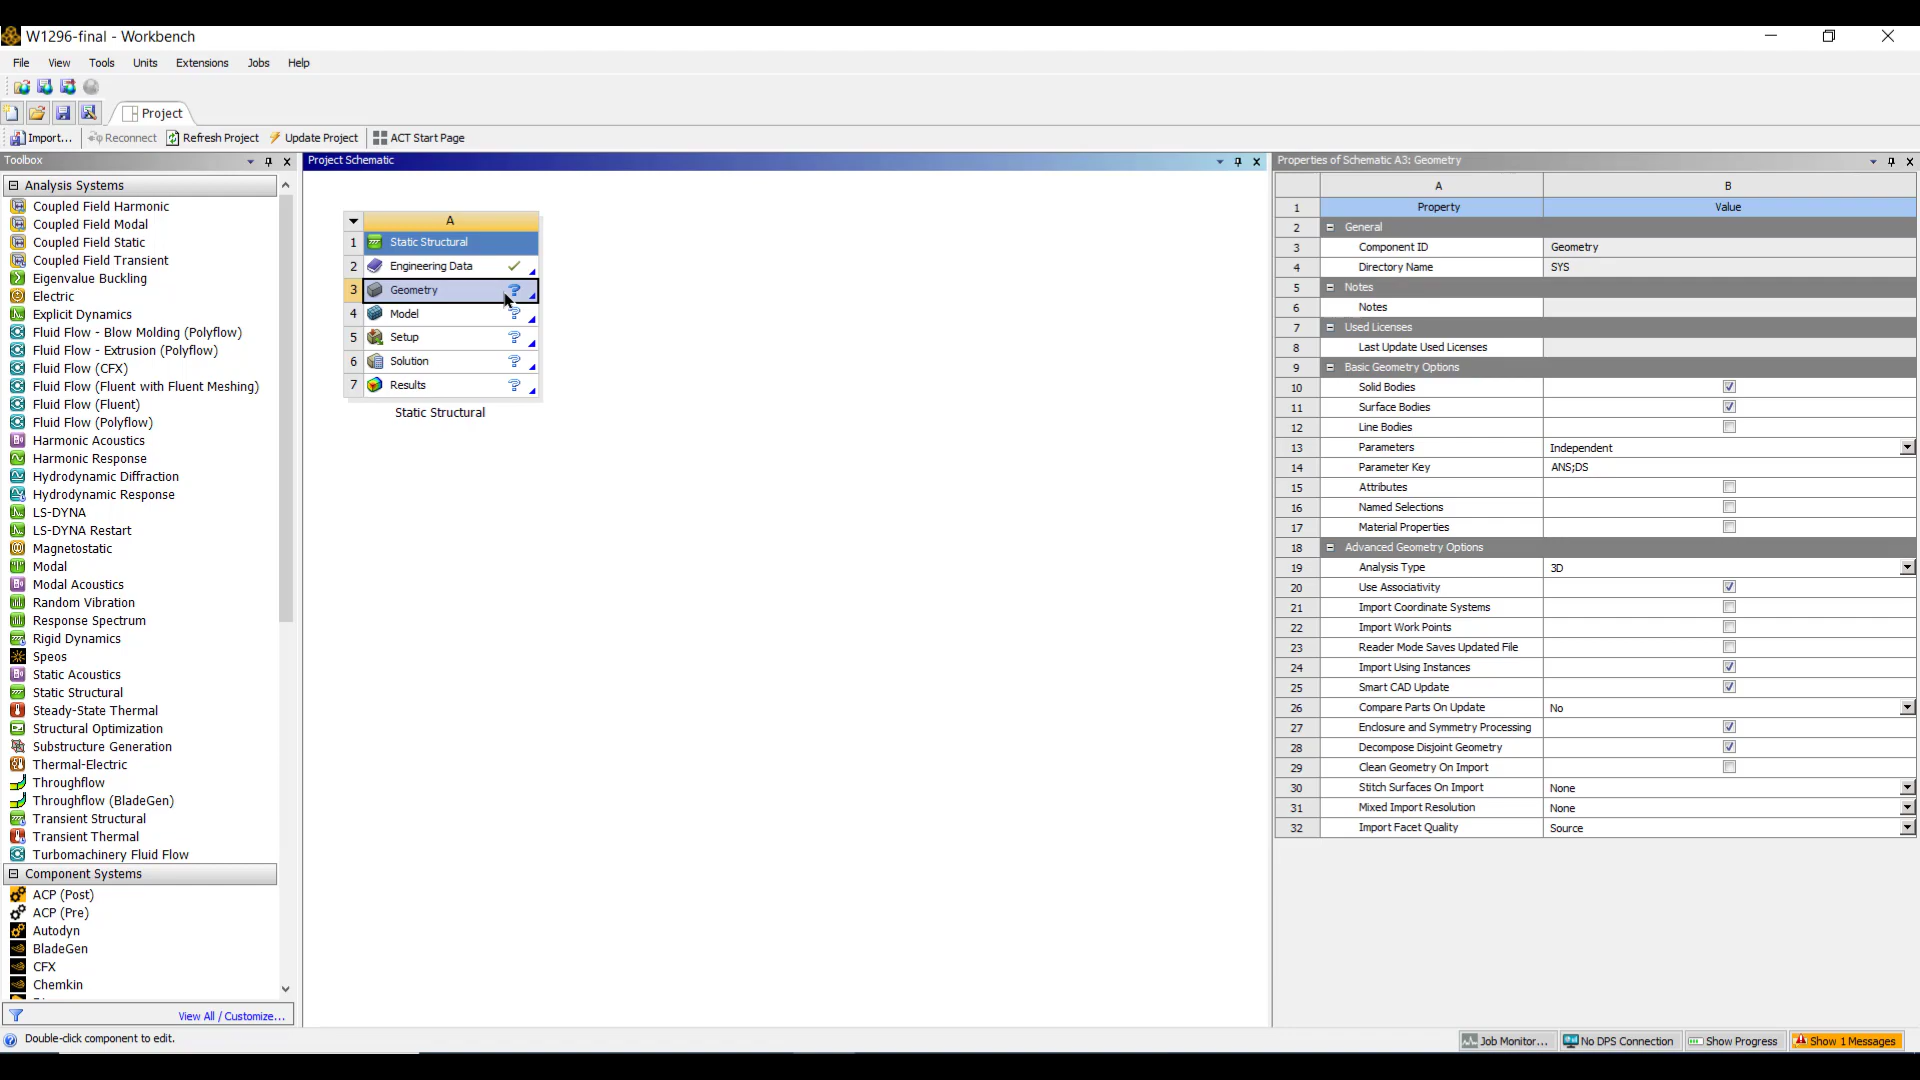 W1296-final - Workbench
File View Tools Units Extensions Jobs Help
Project
Import... Reconnect Refresh Project Update Project ACT Start Page
Toolbox
Analysis Systems
Coupled Field Harmonic
Coupled Field Modal
Coupled Field Static
Coupled Field Transient
Eigenvalue Buckling
Electric
Explicit Dynamics
Fluid Flow - Blow Molding (Polyflow)
Fluid Flow - Extrusion (Polyflow)
Fluid Flow (CFX)
Fluid Flow (Fluent with Fluent Meshing)
Fluid Flow (Fluent)
Fluid Flow (Polyflow)
Harmonic Acoustics
Harmonic Response
Hydrodynamic Diffraction
Hydrodynamic Response
LS-DYNA
LS-DYNA Restart
Magnetostatic
Modal
Modal Acoustics
Random Vibration
Response Spectrum
Rigid Dynamics
Speos
Static Acoustics
Static Structural
Steady-State Thermal
Structural Optimization
Substructure Generation
Thermal-Electric
Throughflow
Throughflow (BladeGen)
Transient Structural
Transient Thermal
Turbomachinery Fluid Flow
Component Systems
ACP (Post)
ACP (Pre)
Autodyn
BladeGen
CFX
Chemkin
View All / Customize...
Project Schematic
A
1 Static Structural
2 Engineering Data
3 Geometry
4 Model
5 Setup
6 Solution
7 Results
Static Structural
Properties of Schematic A3: Geometry
A B
1 Property Value
2 General
3 Component ID Geometry
4 Directory Name SYS
5 Notes
6 Notes
7 Used Licenses
8 Last Update Used Licenses
9 Basic Geometry Options
10 Solid Bodies
11 Surface Bodies
12 Line Bodies
13 Parameters Independent
14 Parameter Key ANS;DS
15 Attributes
16 Named Selections
17 Material Properties
18 Advanced Geometry Options
19 Analysis Type 3D
20 Use Associativity
21 Import Coordinate Systems
22 Import Work Points
23 Reader Mode Saves Updated File
24 Import Using Instances
25 Smart CAD Update
26 Compare Parts On Update No
27 Enclosure and Symmetry Processing
28 Decompose Disjoint Geometry
29 Clean Geometry On Import
30 Stitch Surfaces On Import None
31 Mixed Import Resolution None
32 Import Facet Quality Source
Double-click component to edit.
Job Monitor... No DPS Connection Show Progress Show 1 Messages